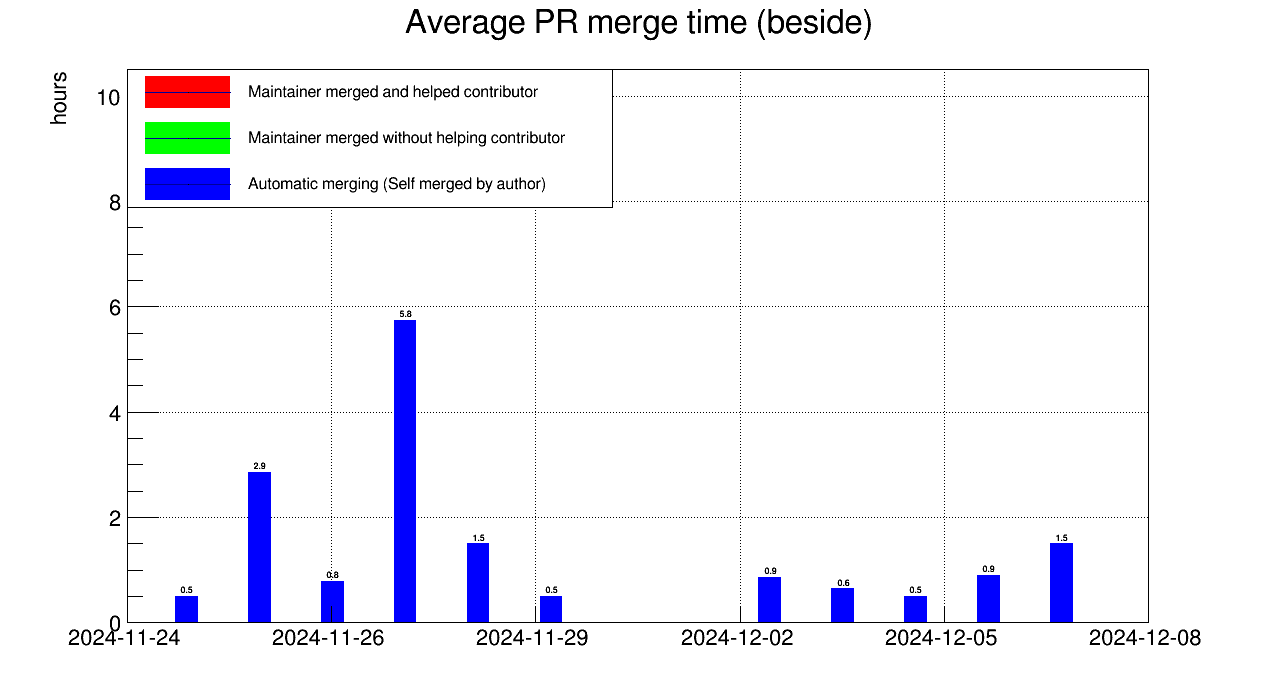 Average PR merge time (beside)
hours
10
Maintainer merged and helped contributor
Maintainer merged without helping contributor
Automatic merging (Self merged by author)
8
6
5.8
4
2.9
2
1.5
1.5
0.5
0.8
0.5
0.9
0.6
0.5
0.9
0
2024-11-24 2024-11-26 2024-11-29 2024-12-02 2024-12-05 2024-12-08